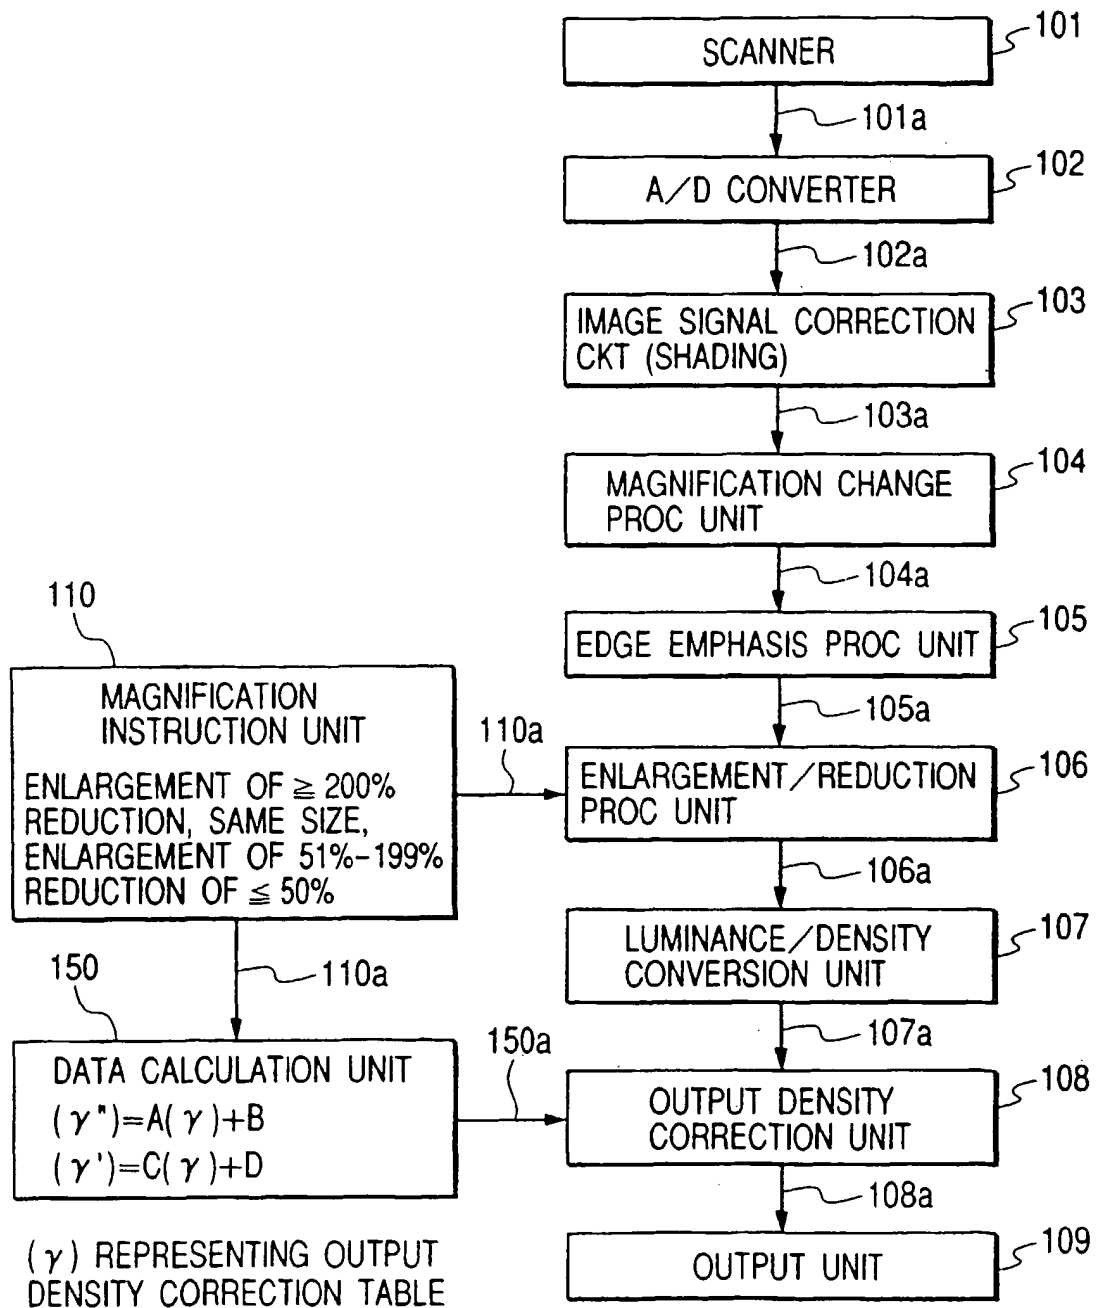 SCANNER
101
101a
A/D CONVERTER
102
102a
IMAGE SIGNAL CORRECTION
CKT (SHADING)
103
103a
MAGNIFICATION CHANGE
PROC UNIT
104
104a
EDGE EMPHASIS PROC UNIT
105
105a
110
MAGNIFICATION
INSTRUCTION UNIT
ENLARGEMENT OF ≧ 200%
REDUCTION, SAME SIZE,
ENLARGEMENT OF 51%-199%
REDUCTION OF ≦ 50%
110a
ENLARGEMENT/REDUCTION
PROC UNIT
106
106a
110a
LUMINANCE/DENSITY
CONVERSION UNIT
107
107a
150
DATA CALCULATION UNIT
(γ")=A(γ)+B
(γ')=C(γ)+D
150a
OUTPUT DENSITY
CORRECTION UNIT
108
108a
OUTPUT UNIT
109
(γ) REPRESENTING OUTPUT
DENSITY CORRECTION TABLE